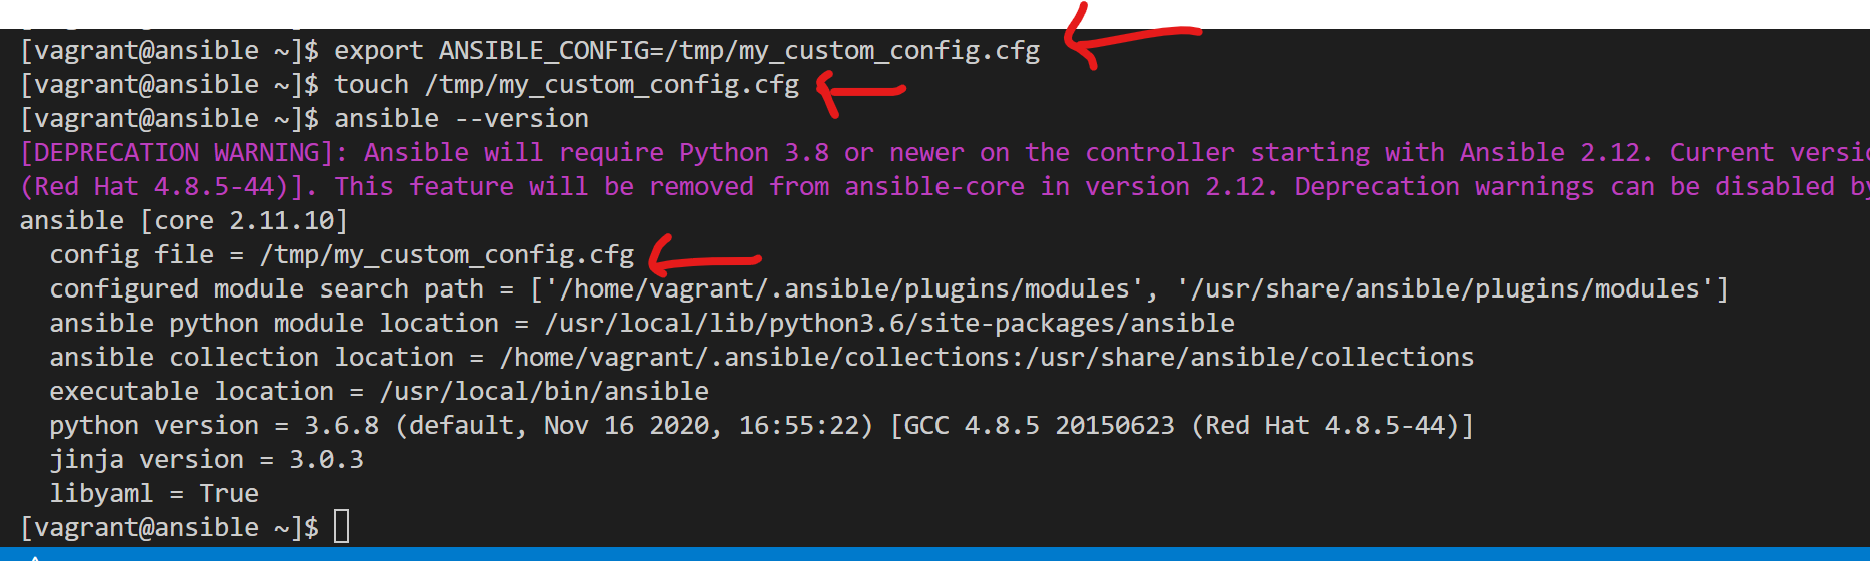 [vagrant@ansible ~]$ export ANSIBLE_CONFIG=/tmp/my_custom_config.cfg
[vagrant@ansible ~]$ touch /tmp/my_custom_config.cfg
[vagrant@ansible ~]$ ansible --version
[DEPRECATION WARNING]: Ansible will require Python 3.8 or newer on the controller starting with Ansible 2.12. Current
(Red Hat 4.8.5-44)]. This feature will be removed from ansible-core in version 2.12. Deprecation warnings can be disabled
ansible [core 2.11.10]
  config file = /tmp/my_custom_config.cfg
  configured module search path = ['/home/vagrant/.ansible/plugins/modules', '/usr/share/ansible/plugins/modules']
  ansible python module location = /usr/local/lib/python3.6/site-packages/ansible
  ansible collection location = /home/vagrant/.ansible/collections:/usr/share/ansible/collections
  executable location = /usr/local/bin/ansible
  python version = 3.6.8 (default, Nov 16 2020, 16:55:22) [GCC 4.8.5 20150623 (Red Hat 4.8.5-44)]
  jinja version = 3.0.3
  libyaml = True
[vagrant@ansible ~]$